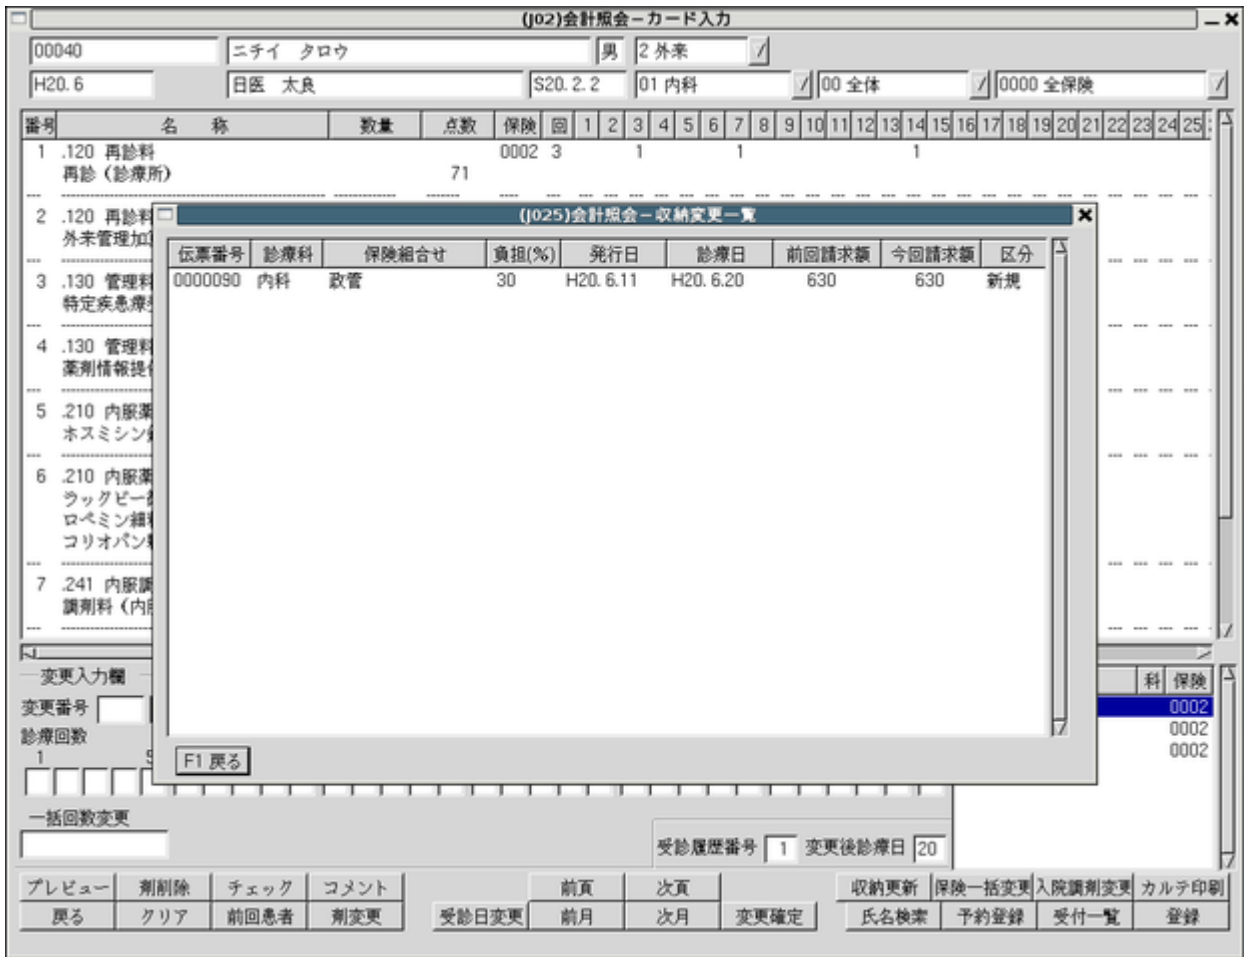 (J02)会計照会－カード入力
00040 ニチイ タロウ 男 2 外来
H20. 6 日医 太良 S20. 2. 2 01 内科 00 全体 0000 全保険
番号 名 称 数量 点数 保険 回 1 2 3 4 5 6 7 8 9 10 11 12 13 14 15 16 17 18 19 20 21 22 23 24 25
1 .120 再診料 0002 3 1 1 1
再診（診療所） 71
2 .120 再診料
外来管理加
3 .130 管理料
特定疾患療
4 .130 管理料
薬剤情報提
5 .210 内服薬
ホスミシン
6 .210 内服薬
ラックビー
ロペミン細
コリオパン
7 .241 内服調
調剤料（内
(J025)会計照会－収納変更一覧
伝票番号 診療科 保険組合せ 負担(%) 発行日 診療日 前回請求額 今回請求額 区分
0000090 内科 政管 30 H20. 6.11 H20. 6.20 630 630 新規
F1 戻る
変更入力欄 科 保険
変更番号 0002
診療回数 0002
1 0002
一括回数変更
受診履歴番号 1 変更後診療日 20
プレビュー 剤削除 チェック コメント 前頁 次頁 収納更新 保険一括変更 入院調剤変更 カルテ印刷
戻る クリア 前回患者 剤変更 受診日変更 前月 次月 変更確定 氏名検索 予約登録 受付一覧 登録